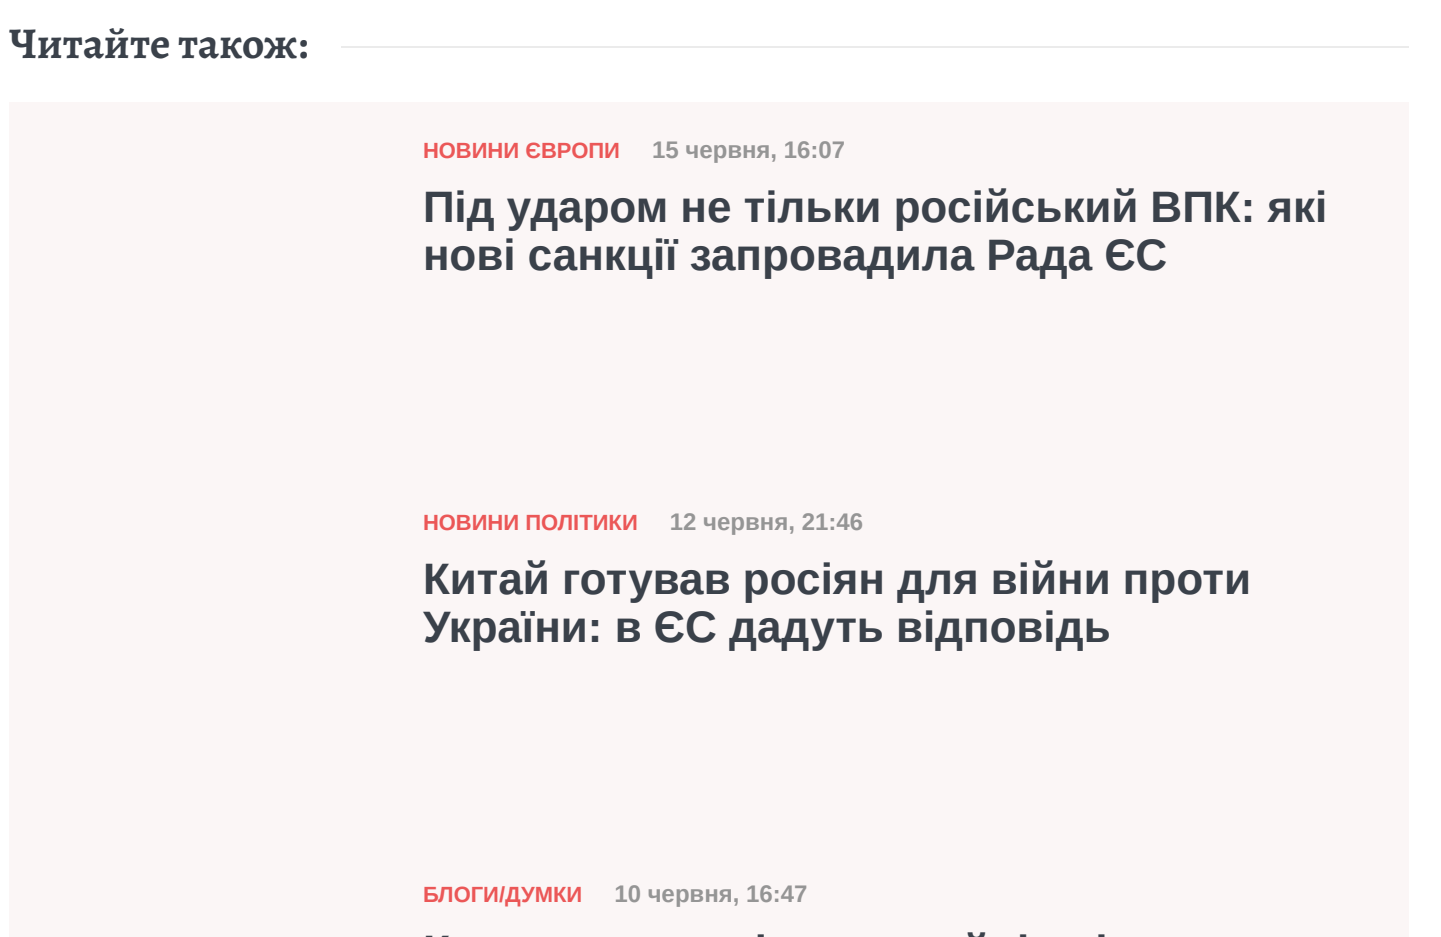 Читайте також:
НОВИНИ ЄВРОПИ 15 червня, 16:07
Під ударом не тільки російський ВПК: які
нові санкції запровадила Рада ЄС
НОВИНИ ПОЛІТИКИ 12 червня, 21:46
Китай готував росіян для війни проти
України: в ЄС дадуть відповідь
БЛОГИ/ДУМКИ 10 червня, 16:47